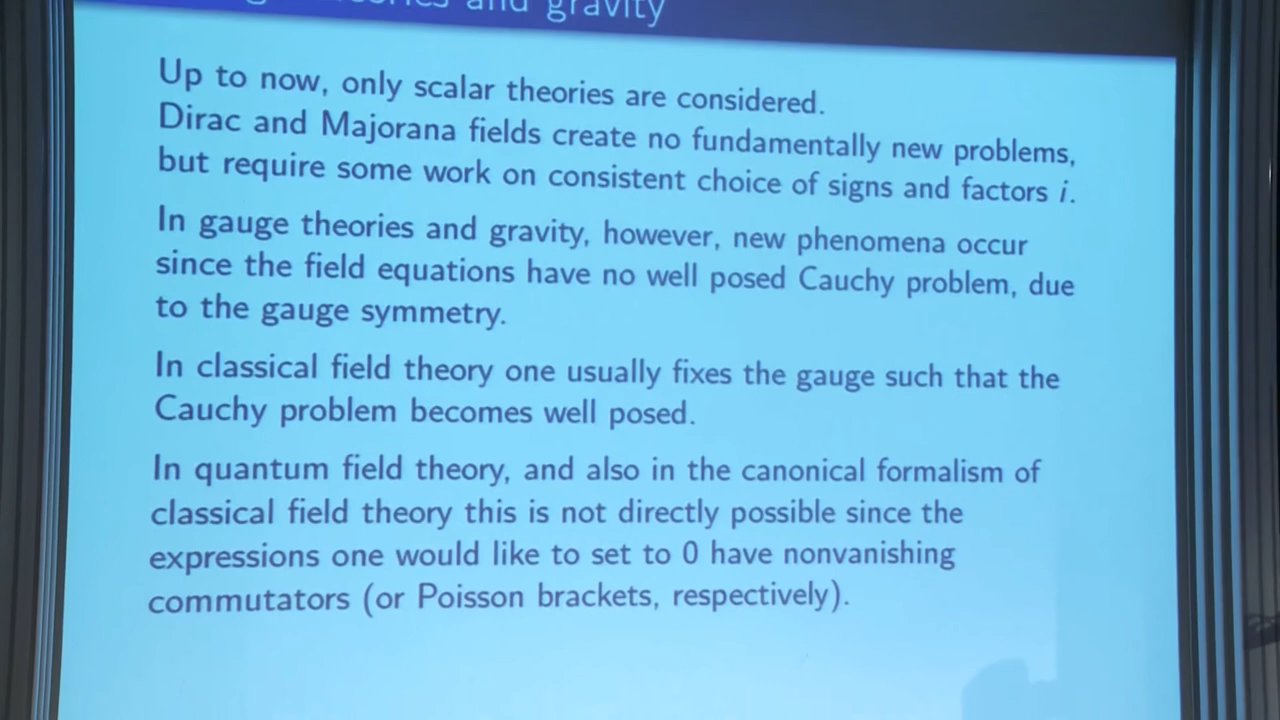 and gravity
Up to now, only scalar theories are considered.
Dirac and Majorana fields create no fundamentally new problems,
but require some work on consistent choice of signs and factors i.
In gauge theories and gravity, however, new phenomena occur
since the field equations have no well posed Cauchy problem, due
to the gauge symmetry.
In classical field theory one usually fixes the gauge such that the
Cauchy problem becomes well posed.
In quantum field theory, and also in the canonical formalism of
classical field theory this is not directly possible since the
expressions one would like to set to 0 have nonvanishing
commutators (or Poisson brackets, respectively).